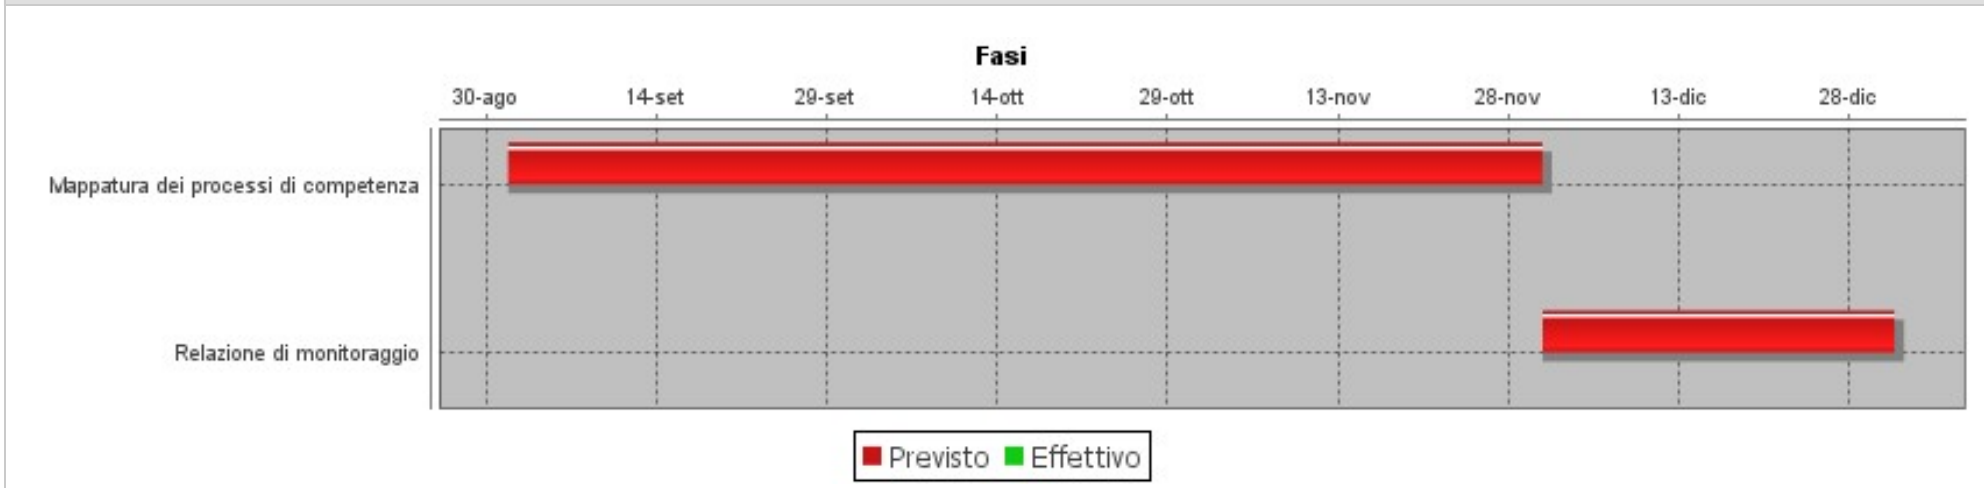 Fasi
30-ago 14-set 29-set 14-ott 29-ott 13-nov 28-nov 13-dic 28-dic
Mappatura dei processi di competenza
Relazione di monitoraggio
Previsto Effettivo